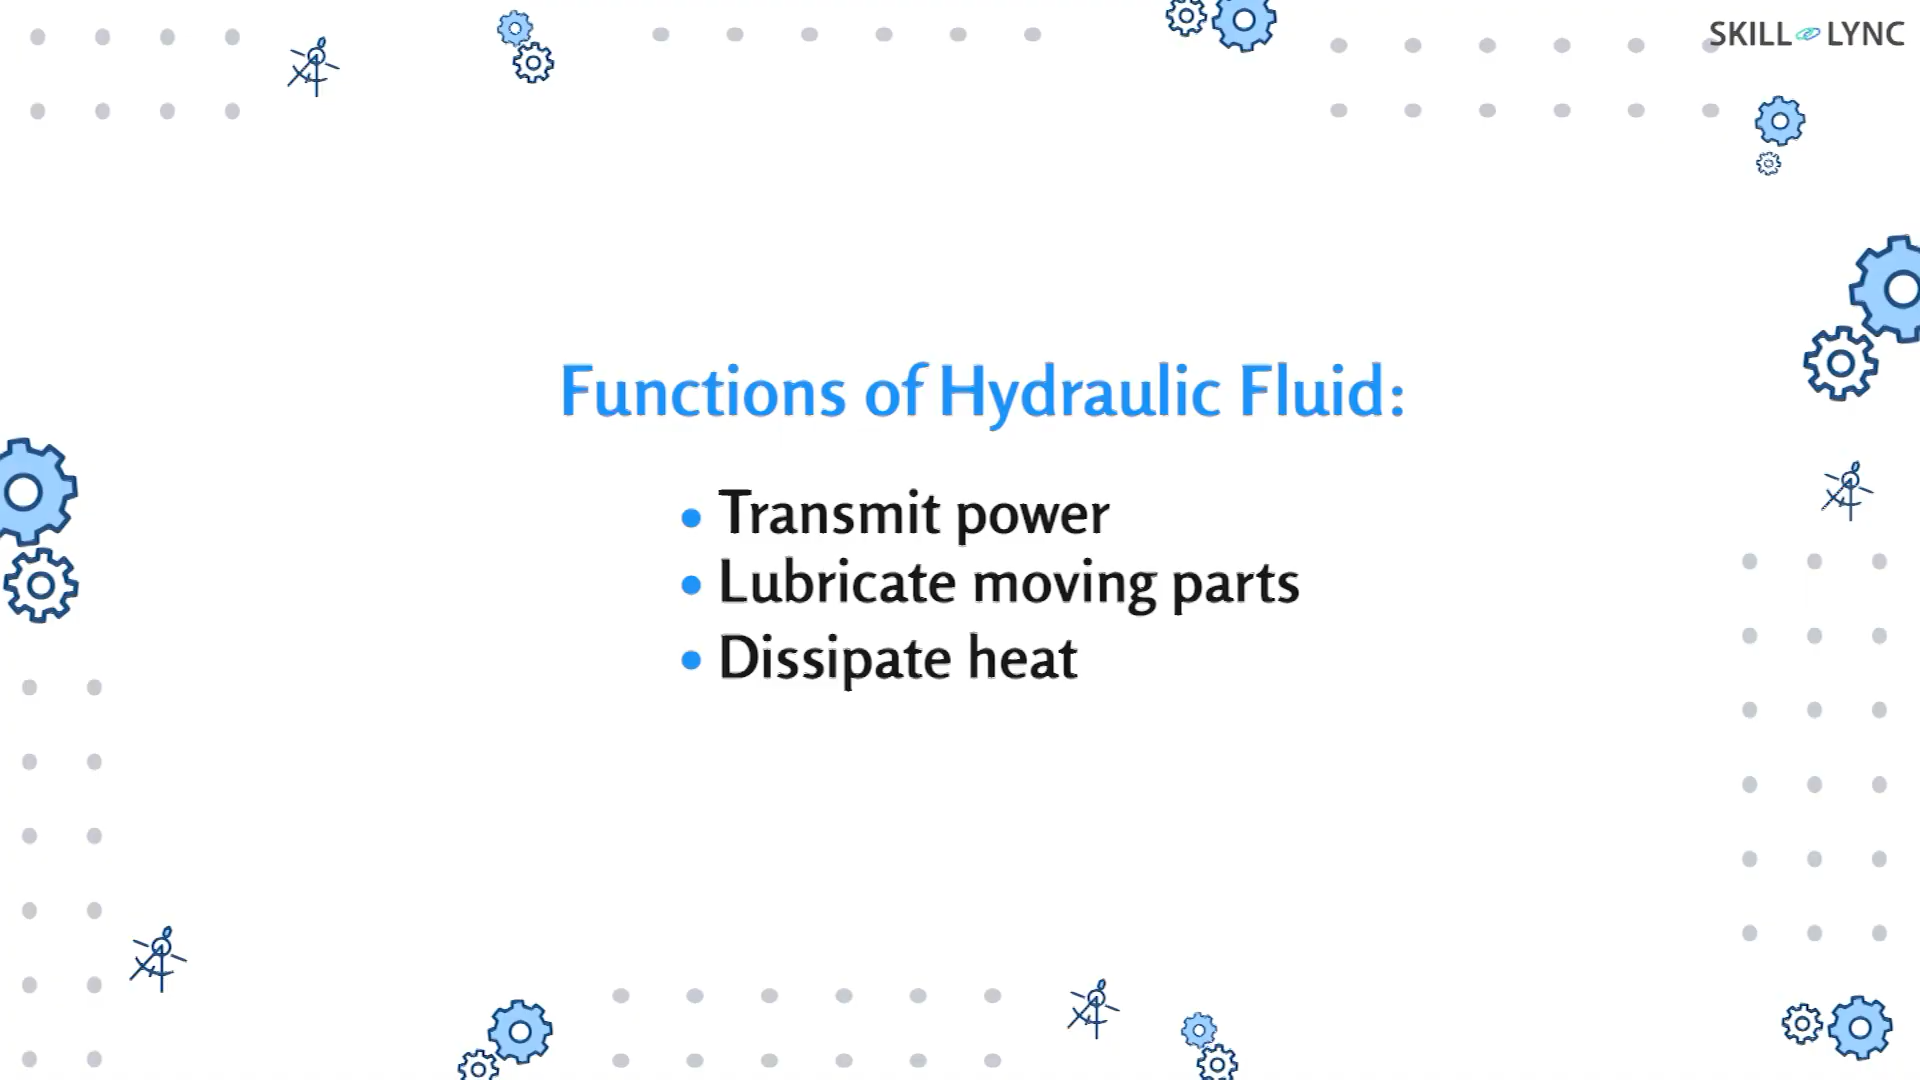 SKILL LYNC
Functions of Hydraulic Fluid:
• Transmit power
• Lubricate moving parts
• Dissipate heat